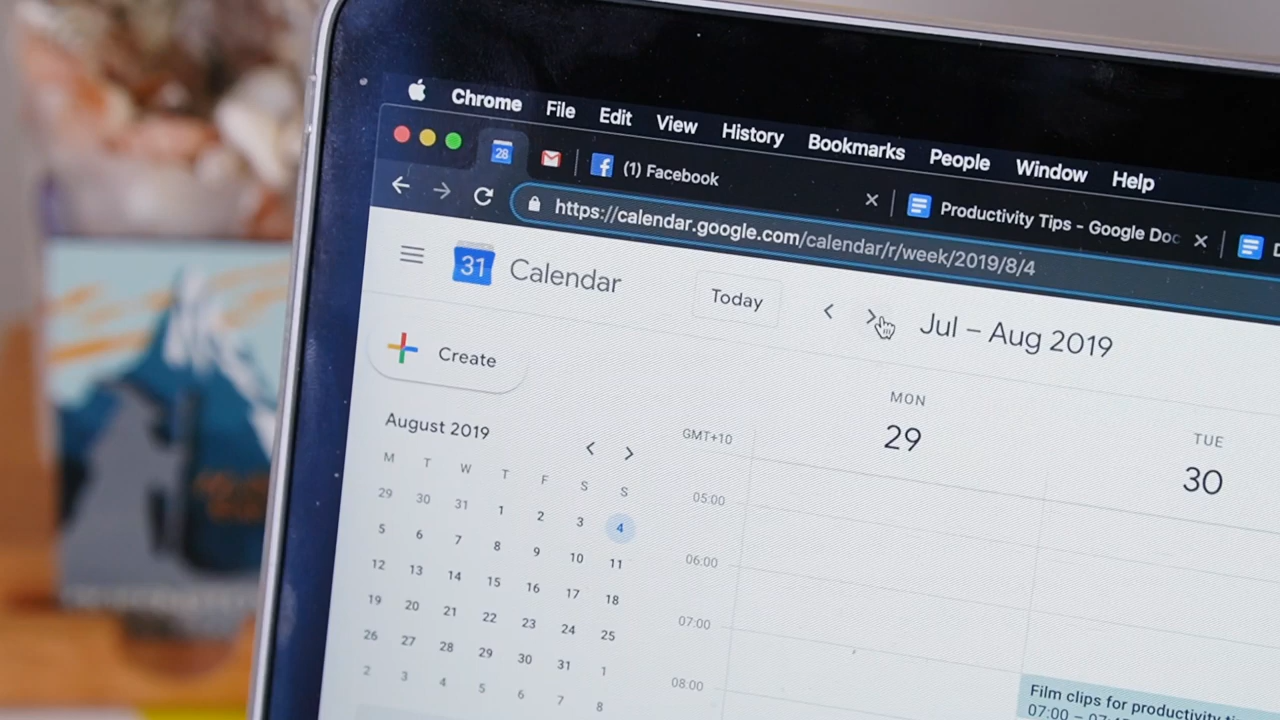 Chrome File Edit View History Bookmarks People Window Help
28 (1) Facebook Productivity Tips - Google Doc
https://calendar.google.com/calendar/r/week/2019/8/4
31 Calendar Today Jul – Aug 2019
Create
August 2019
M T W T F S S
29 30 31 1 2 3 4
5 6 7 8 9 10 11
12 13 14 15 16 17 18
19 20 21 22 23 24 25
26 27 28 29 30 31 1
2 3 4 5 6 7 8
MON TUE
29 30
GMT+10
05:00
06:00
07:00
08:00
Film clips for productivity
07:00 –